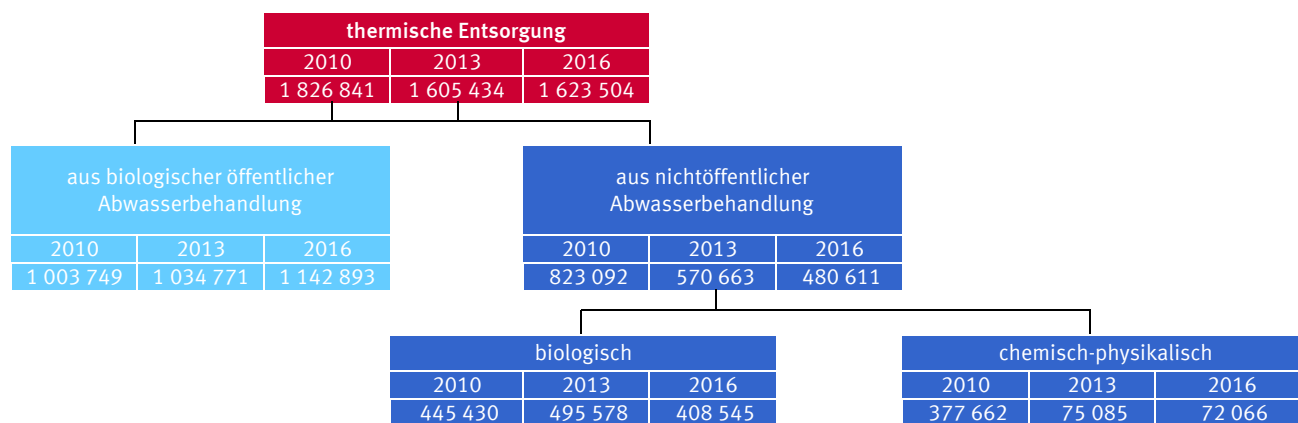 thermische Entsorgung
2010 2013 2016
1 826 841 1 605 434 1 623 504
aus biologischer öffentlicher
Abwasserbehandlung
2010 2013 2016
1 003 749 1 034 771 1 142 893
aus nichtöffentlicher
Abwasserbehandlung
2010 2013 2016
823 092 570 663 480 611
biologisch
2010 2013 2016
445 430 495 578 408 545
chemisch-physikalisch
2010 2013 2016
377 662 75 085 72 066